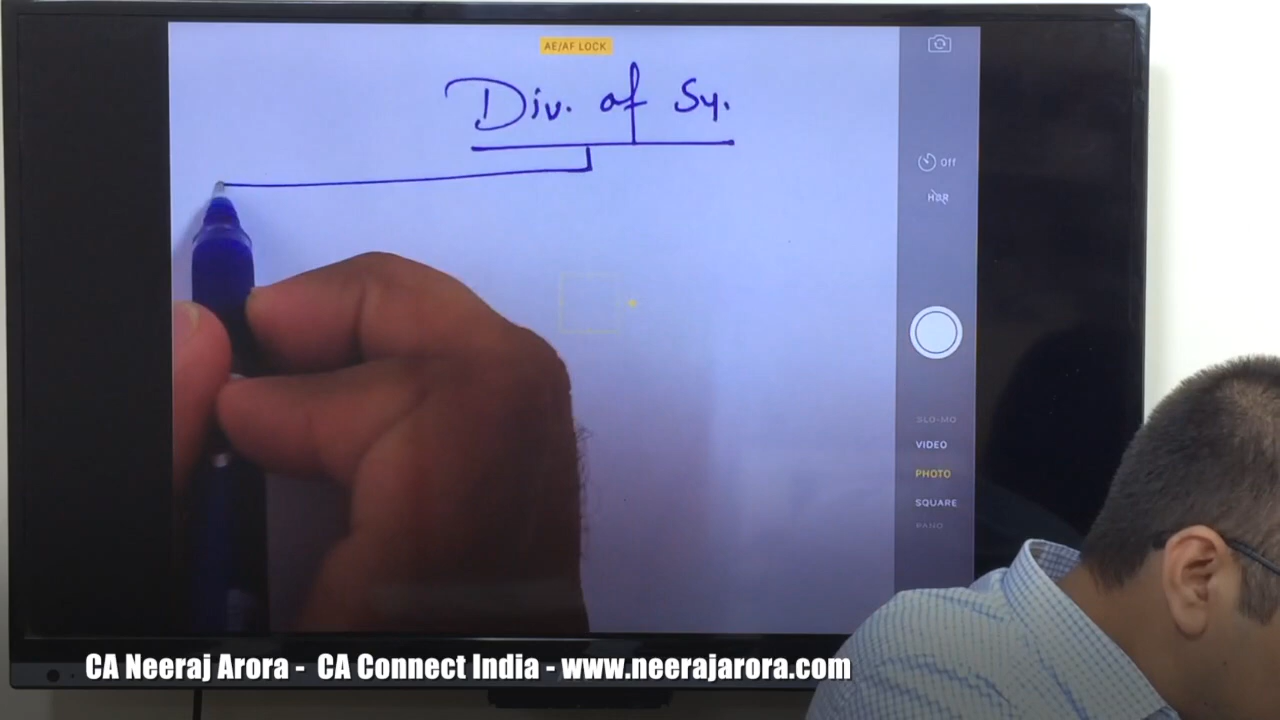 AE/AF LOCK
Div. of Sy.
Off
ਮੱਧਮ
SLO-MO
VIDEO
PHOTO
SQUARE
PANO
CA Neeraj Arora - CA Connect India - www.neerajarora.com